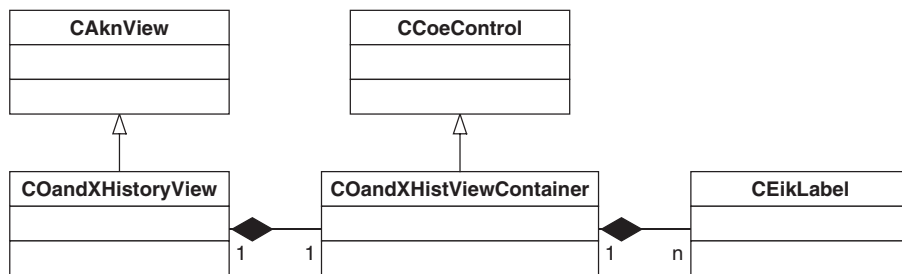 CAknView
CCoeControl
COandXHistoryView
COandXHistViewContainer
CEikLabel
1
1
1
n